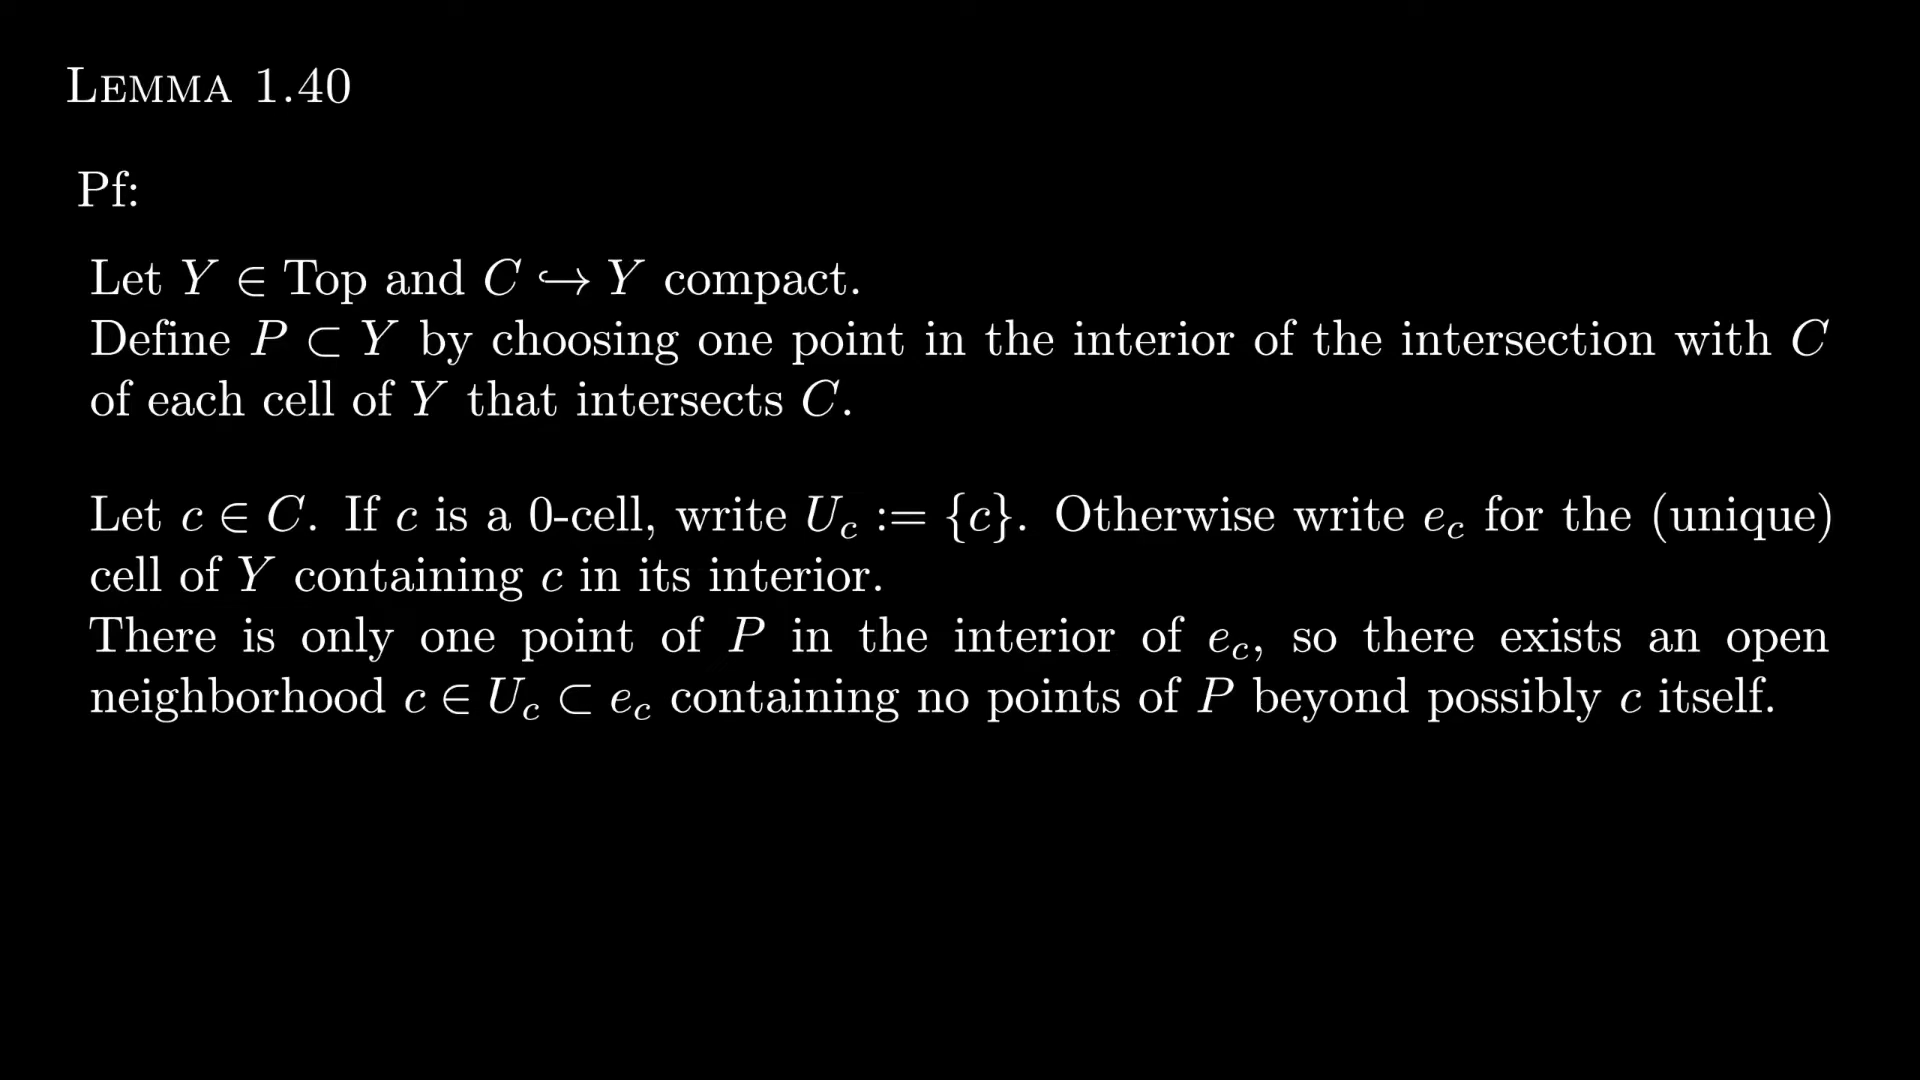 Lemma 1.40
Pf:
Let Y ∈ Top and C ↪ Y compact.
Define P ⊂ Y by choosing one point in the interior of the intersection with C
of each cell of Y that intersects C.
Let c ∈ C. If c is a 0-cell, write U_c := {c}. Otherwise write e_c for the (unique)
cell of Y containing c in its interior.
There is only one point of P in the interior of e_c, so there exists an open
neighborhood c ∈ U_c ⊂ e_c containing no points of P beyond possibly c itself.